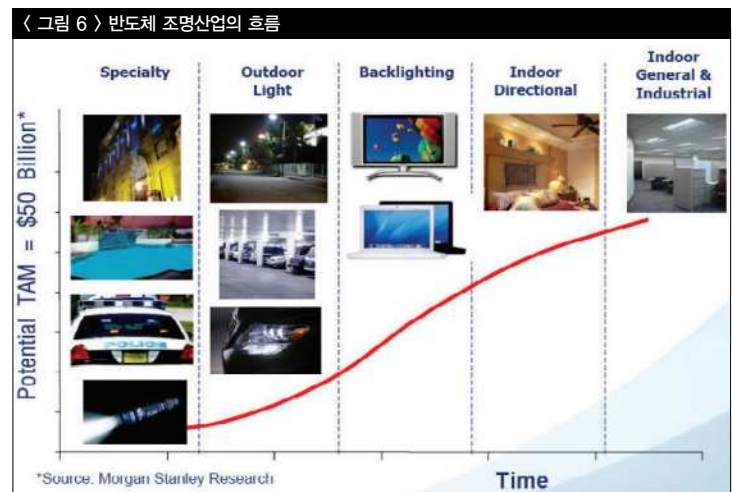 < 그림 6 > 반도체 조명산업의 흐름
Specialty
Outdoor
Light
Backlighting
Indoor
Directional
Indoor
General &
Industrial
Potential TAM = $50 Billion*
POLICE
*Source: Morgan Stanley Research
Time